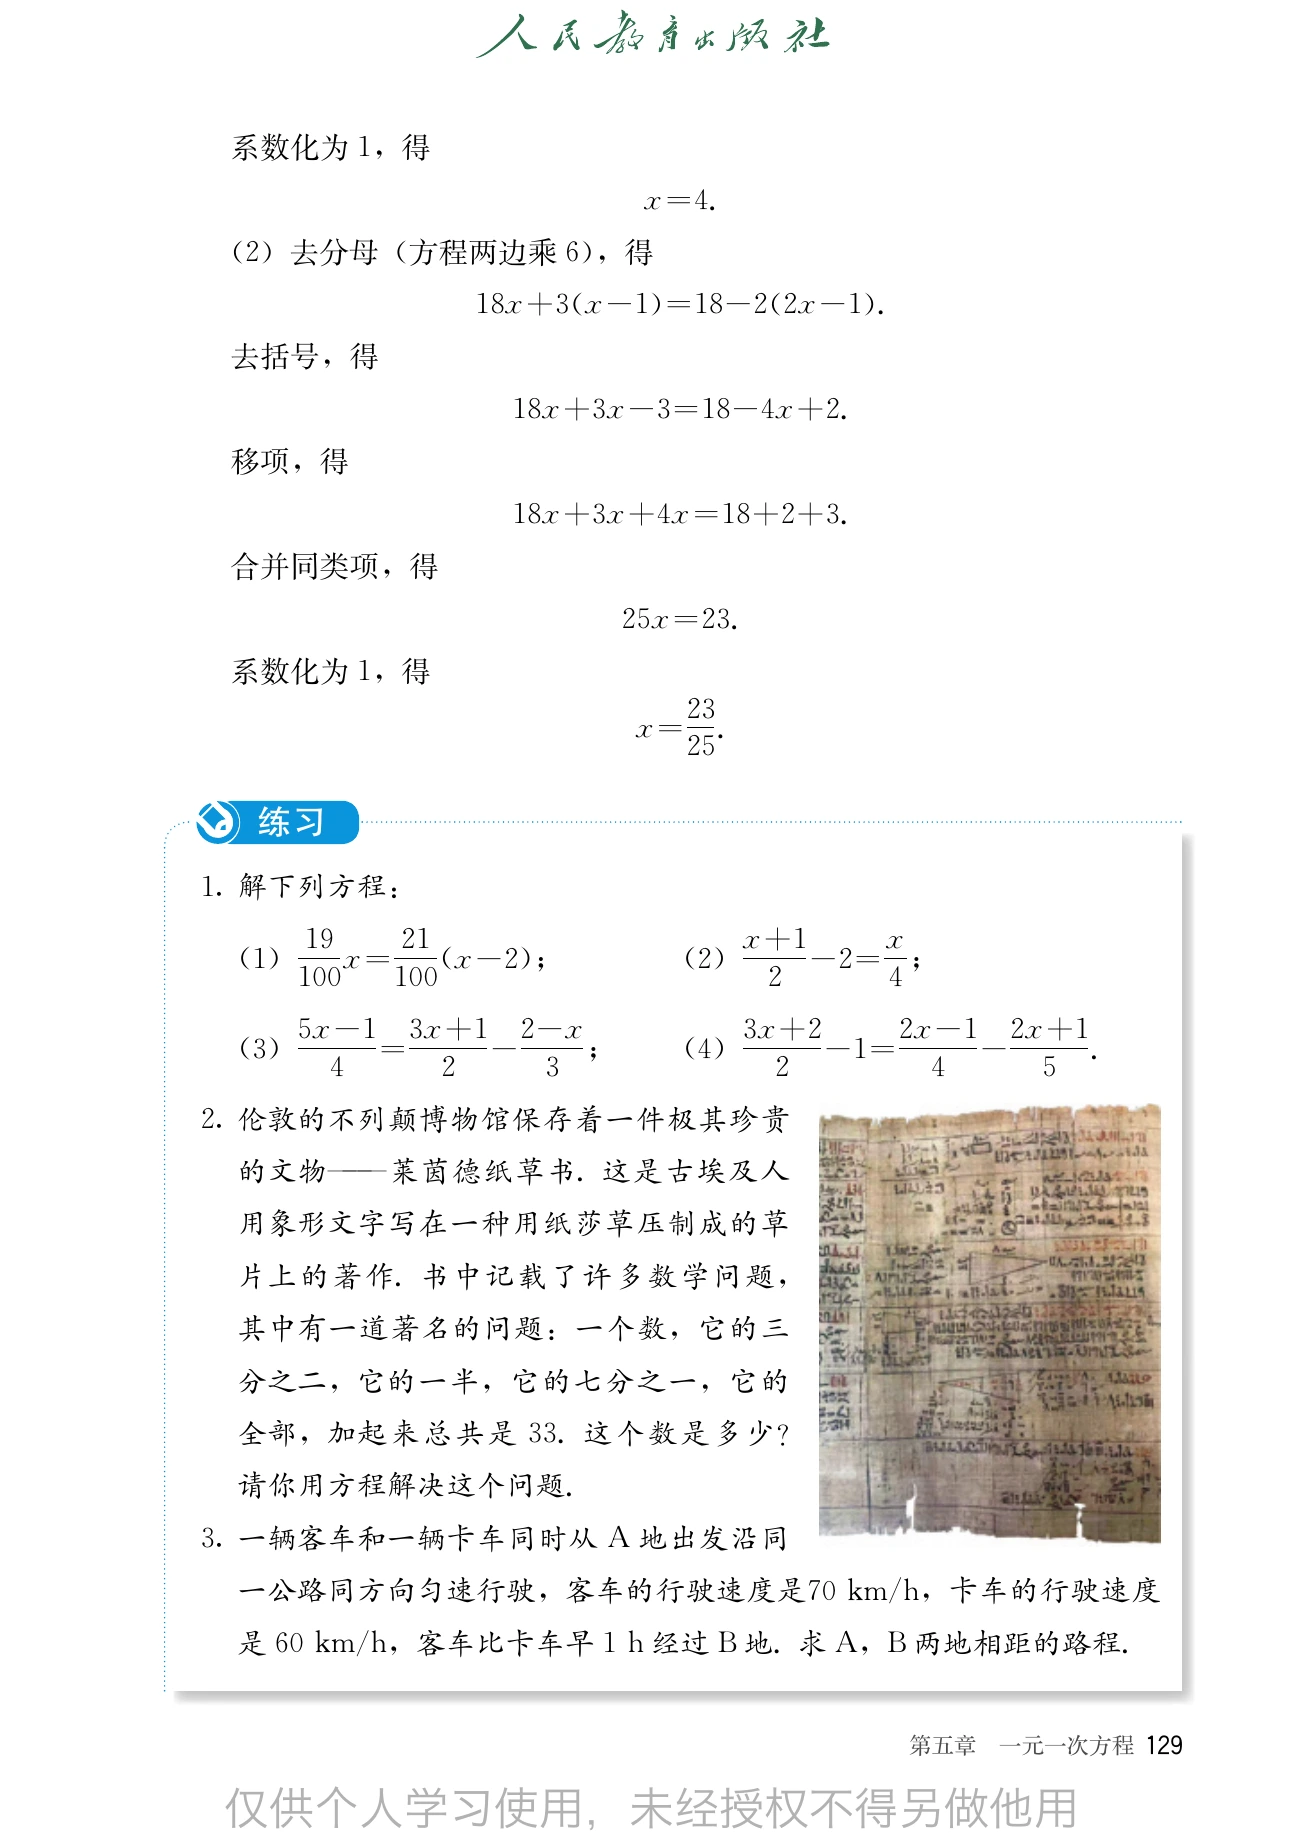 人民教育出版社
系数化为 1，得
x=4.
（2）去分母（方程两边乘 6），得
18x+3(x-1)=18-2(2x-1).
去括号，得
18x+3x-3=18-4x+2.
移项，得
18x+3x+4x=18+2+3.
合并同类项，得
25x=23.
系数化为 1，得
x=23/25.
练习
1. 解下列方程：
（1）19/100 x=21/100 (x-2)； （2）(x+1)/2-2=x/4；
（3）(5x-1)/4=(3x+1)/2-(2-x)/3； （4）(3x+2)/2-1=(2x-1)/4-(2x+1)/5.
2. 伦敦的不列颠博物馆保存着一件极其珍贵
的文物——莱茵德纸草书. 这是古埃及人
用象形文字写在一种用纸莎草压制成的草
片上的著作. 书中记载了许多数学问题，
其中有一道著名的问题：一个数，它的三
分之二，它的一半，它的七分之一，它的
全部，加起来总共是 33. 这个数是多少？
请你用方程解决这个问题.
3. 一辆客车和一辆卡车同时从 A 地出发沿同
一公路同方向匀速行驶，客车的行驶速度是70 km/h，卡车的行驶速度
是 60 km/h，客车比卡车早 1 h 经过 B 地. 求 A，B 两地相距的路程.
第五章 一元一次方程 129
仅供个人学习使用，未经授权不得另做他用